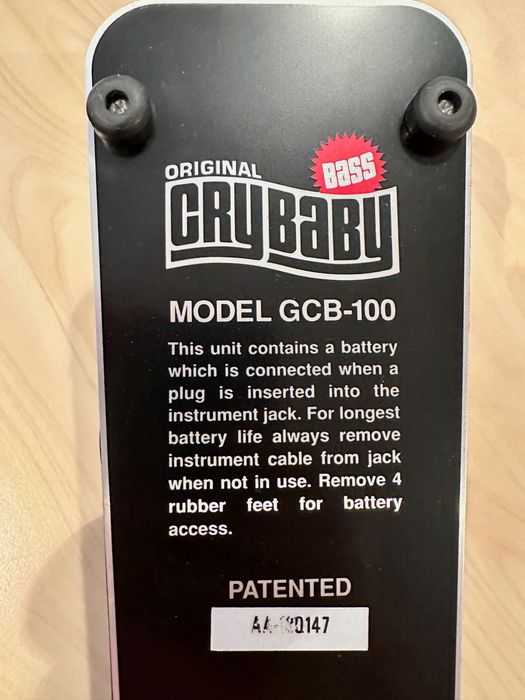 ORIGINAL
Bass
CRYBABY
MODEL GCB-100
This unit contains a battery
which is connected when a
plug is inserted into the
instrument jack. For longest
battery life always remove
instrument cable from jack
when not in use. Remove 4
rubber feet for battery
access.
PATENTED